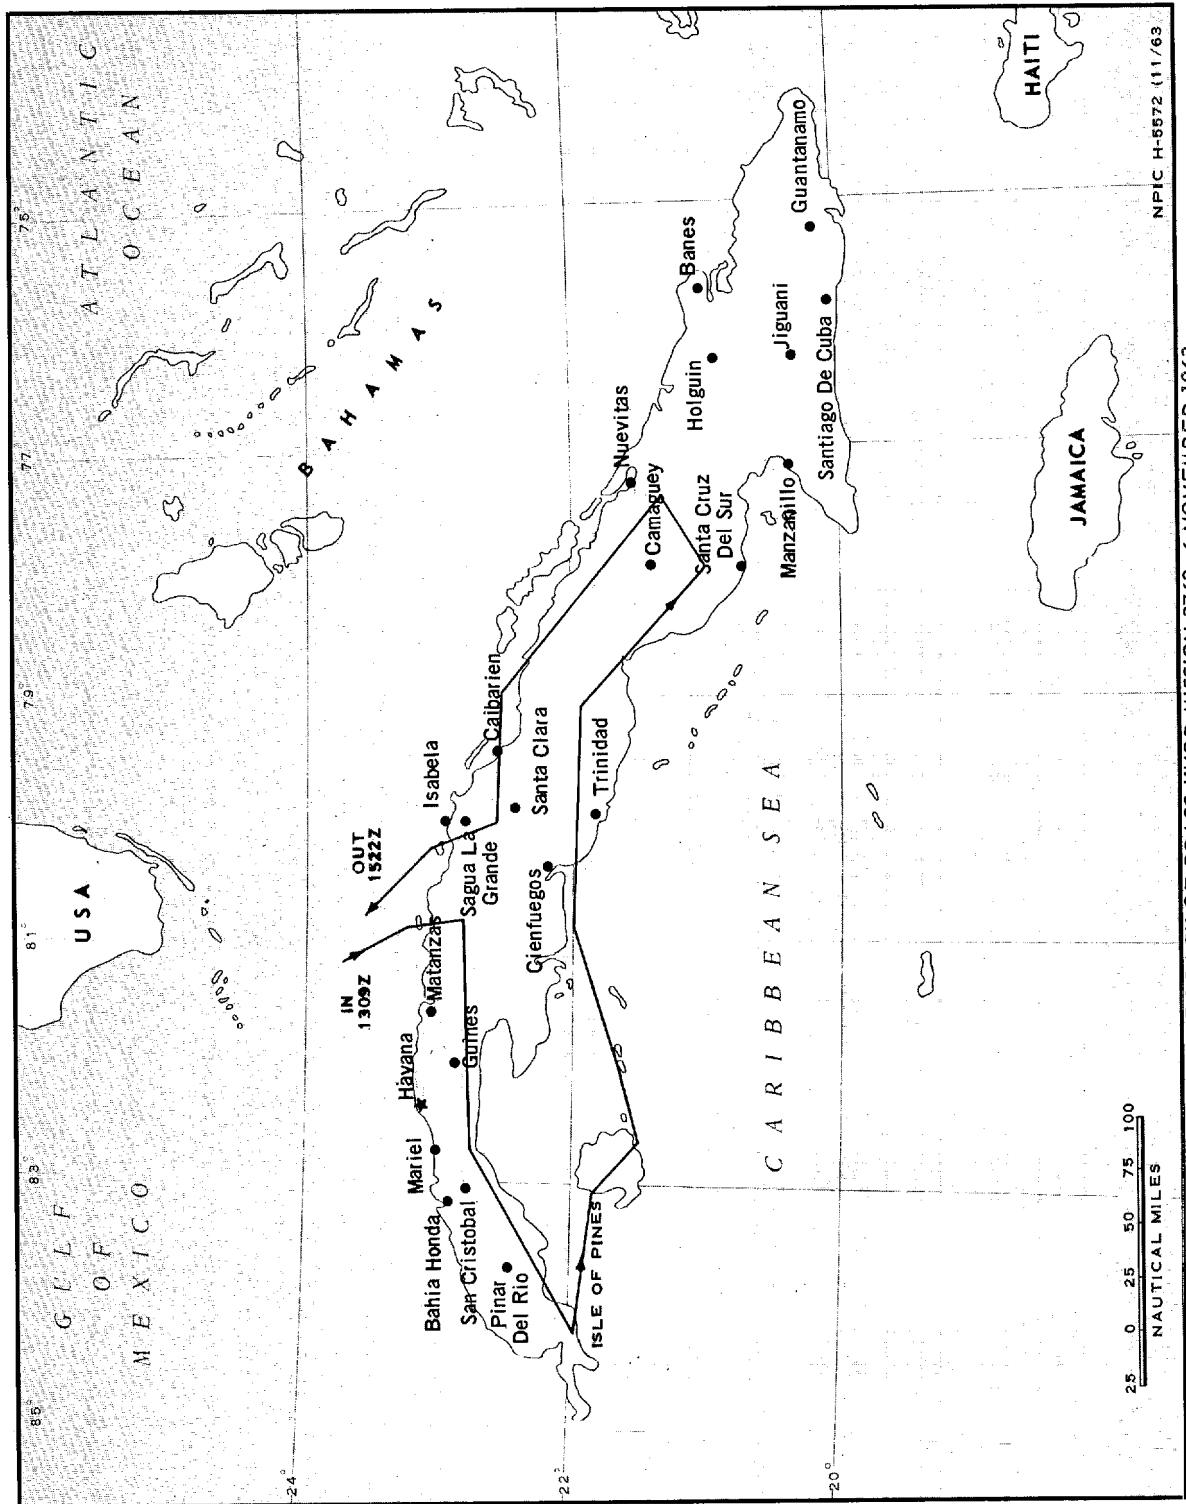 85°
83°
81°
79°
77
75°
24°
22°
20°
GULF
OF
MEXICO
USA
ATLANTIC
OCEAN
BAHAMAS
IN
1309Z
OUT
1522Z
Havana
Mariel
Bahia Honda
San Cristobal
Pinar
Del Rio
Guines
Matanzas
Isabela
Sagua La
Grande
Caibarien
Santa Clara
Cienfuegos
Trinidad
ISLE OF PINES
Nuevitas
Camaguey
Santa Cruz
Del Sur
Manzanillo
Holguin
Banes
Jiguani
Santiago De Cuba
Guantanamo
CARIBBEAN SEA
JAMAICA
HAITI
25 0 25 50 75 100
NAUTICAL MILES
NPIC H-5572 (11/63